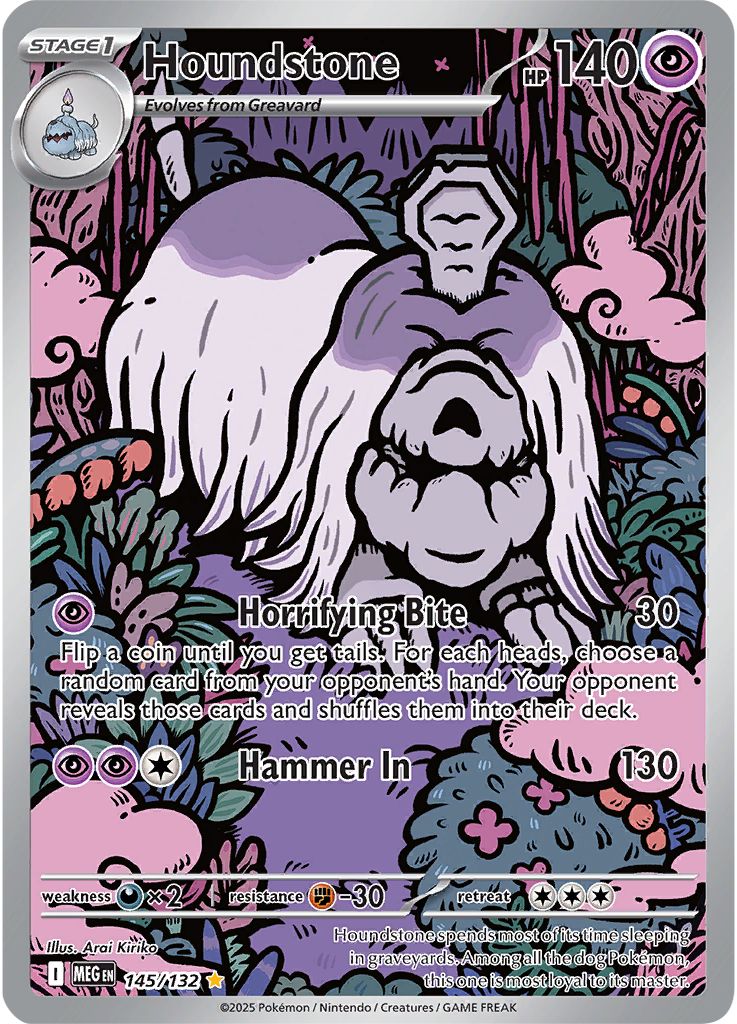 STAGE1
Houndstone
HP 140
Evolves from Greavard
Horrifying Bite 30
Flip a coin until you get tails. For each heads, choose a
random card from your opponent's hand. Your opponent
reveals those cards and shuffles them into their deck.
Hammer In 130
weakness ×2 resistance -30 retreat
Illus. Arai Kiriko
Houndstone spends most of its time sleeping
in graveyards. Among all the dog Pokémon,
this one is most loyal to its master.
I MEG EN 145/132
©2025 Pokémon / Nintendo / Creatures / GAME FREAK